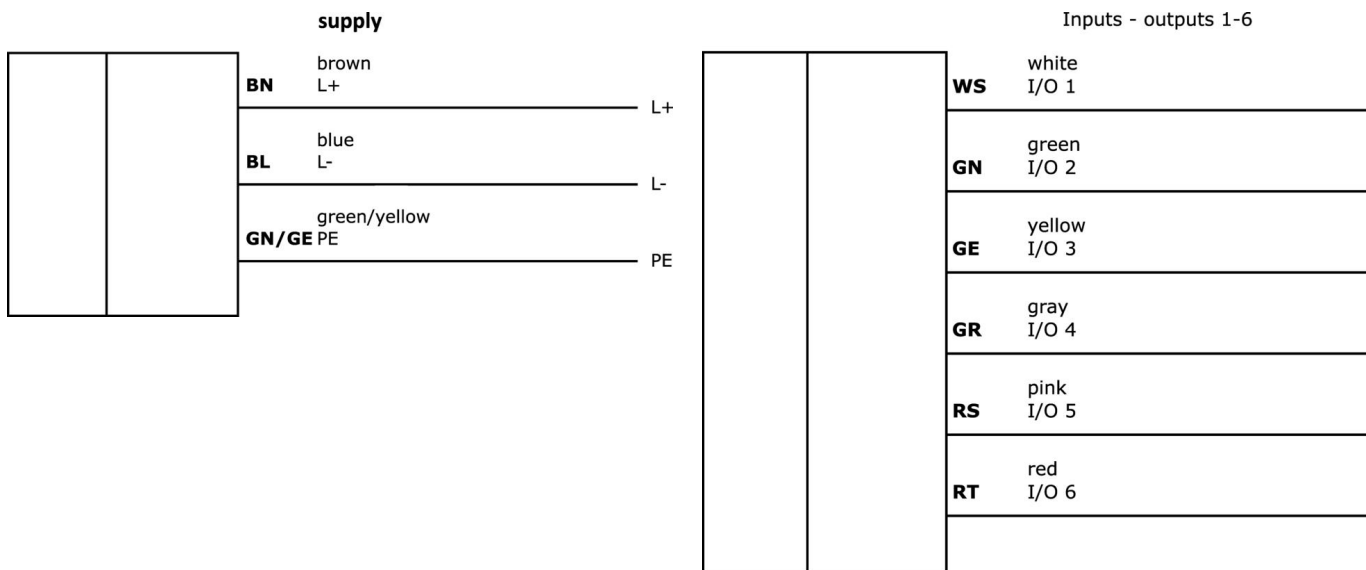 supply
brown
BN L+
L+
blue
BL L-
L-
green/yellow
GN/GE PE
PE
Inputs - outputs 1-6
white
WS I/O 1
green
GN I/O 2
yellow
GE I/O 3
gray
GR I/O 4
pink
RS I/O 5
red
RT I/O 6